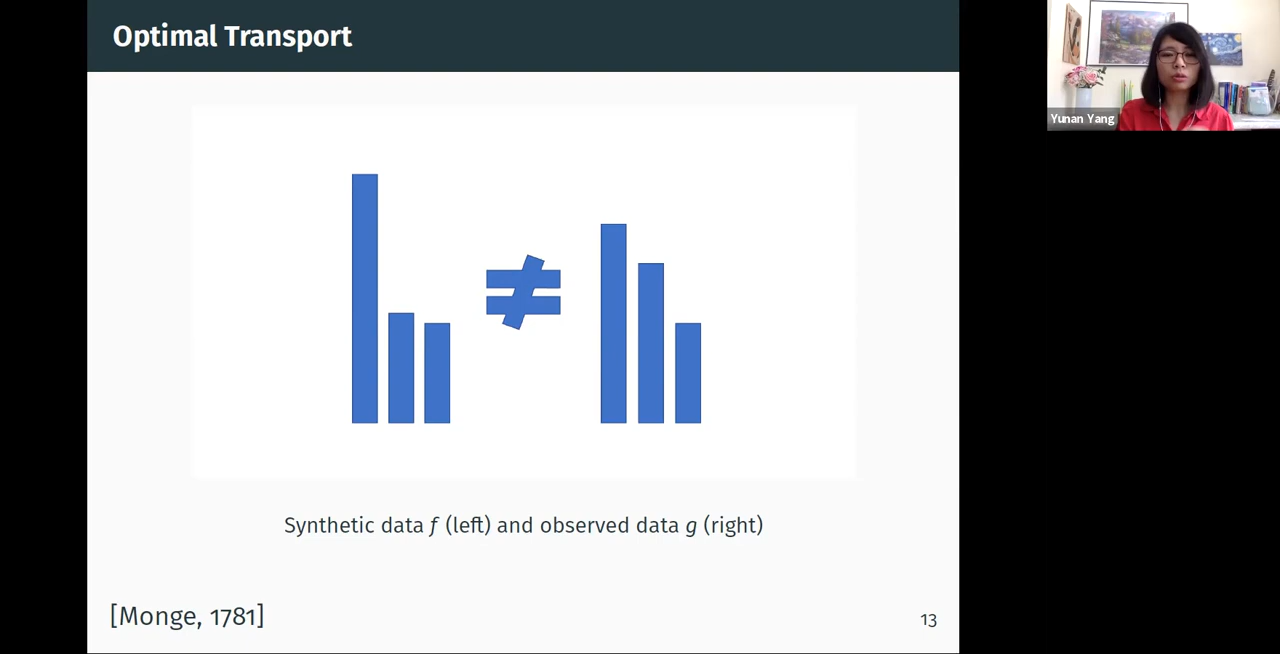 Optimal Transport
Yunan Yang
≠
Synthetic data f (left) and observed data g (right)
[Monge, 1781]
13